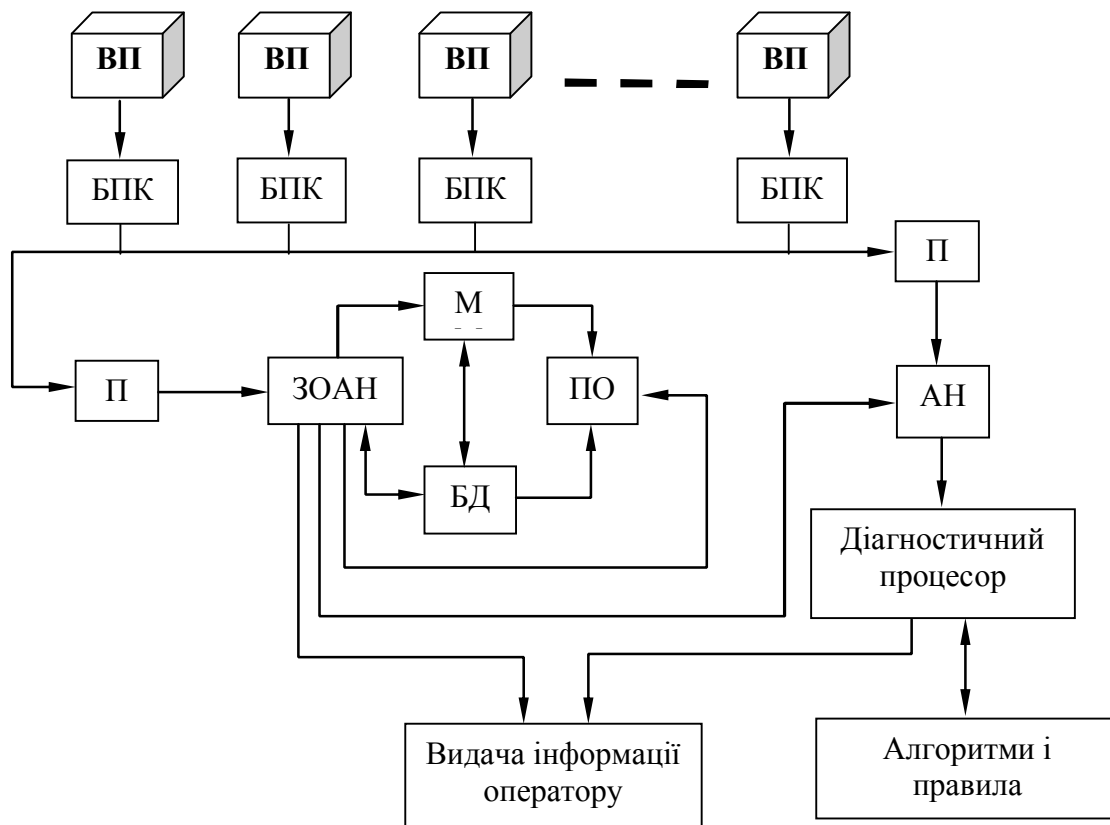 ВП
ВП
ВП
ВП
БПК
БПК
БПК
БПК
П
М
П
ЗОАН
ПО
АН
БД
Діагностичний
процесор
Видача інформації
оператору
Алгоритми і
правила